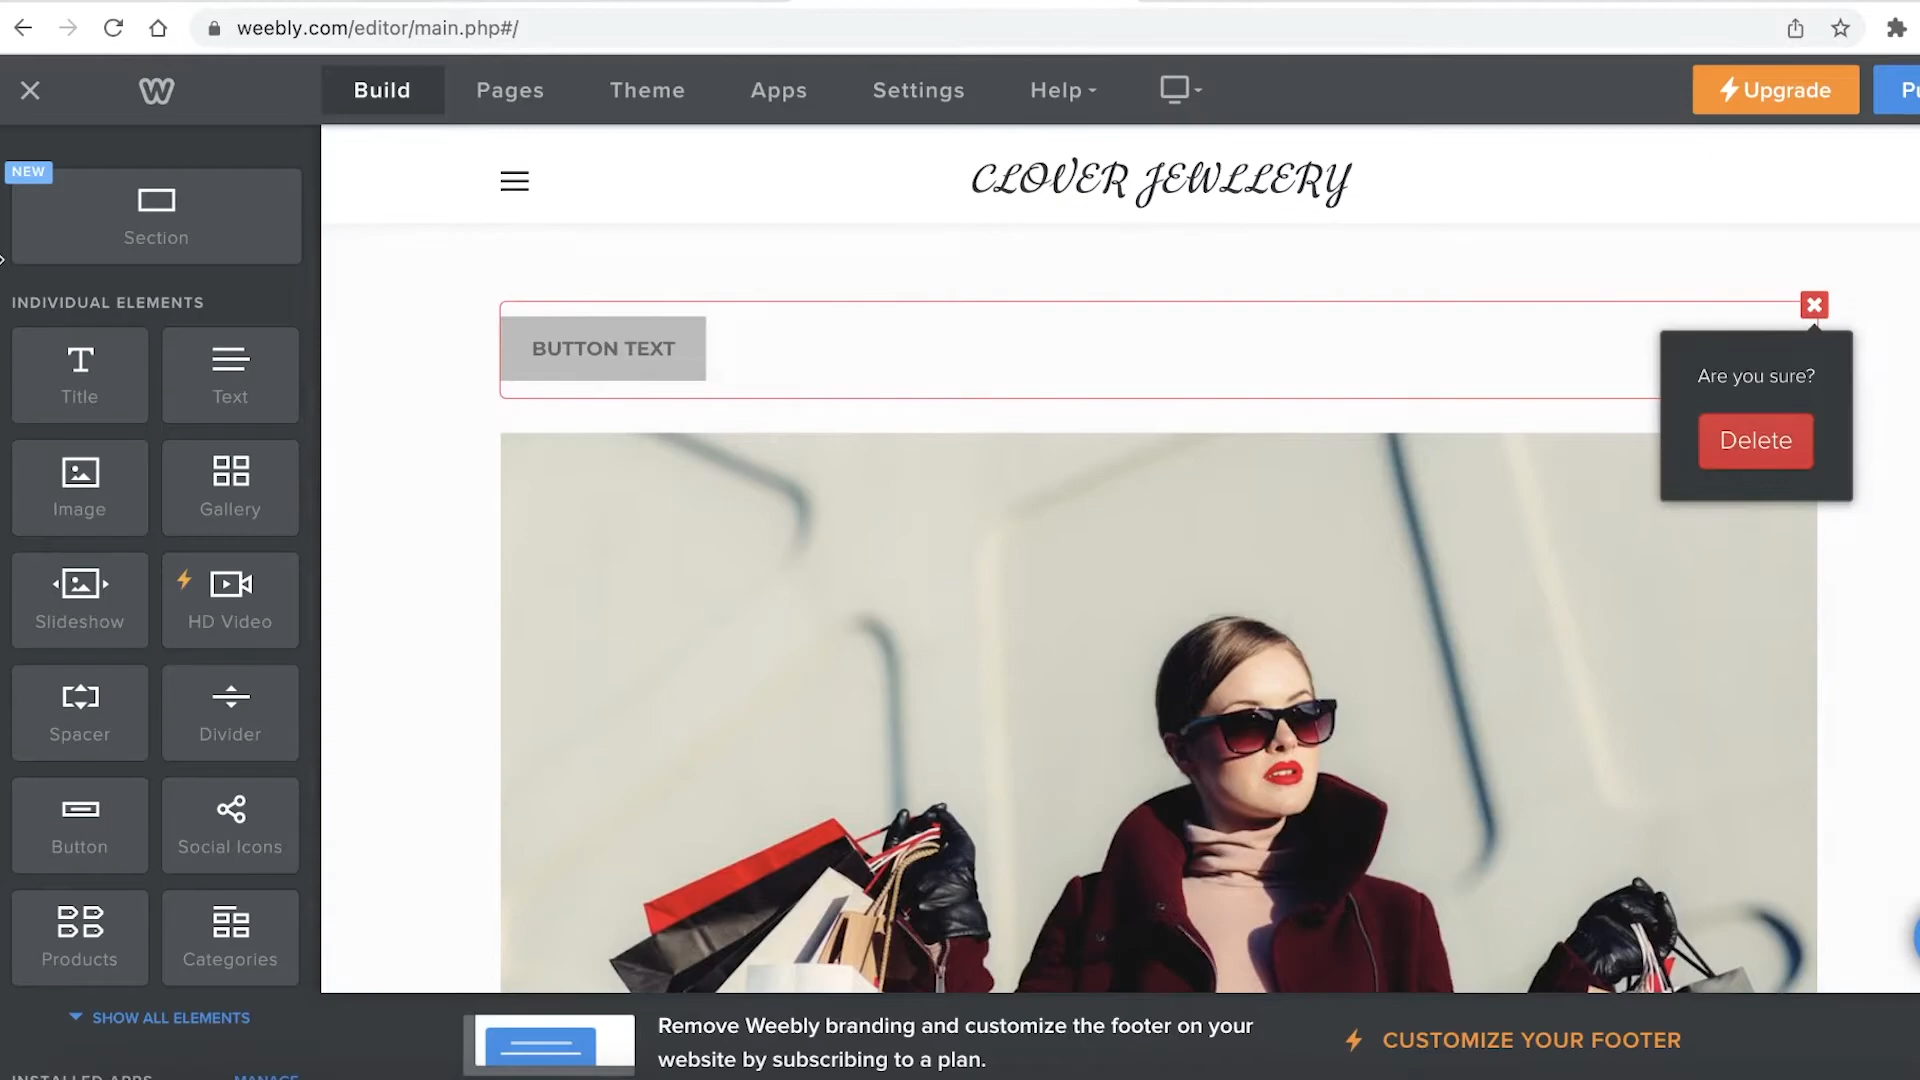 weebly.com/editor/main.php#/
Build
Pages
Theme
Apps
Settings
Help
Upgrade
NEW
Section
INDIVIDUAL ELEMENTS
Title
Text
Image
Gallery
Slideshow
HD Video
Spacer
Divider
Button
Social Icons
Products
Categories
SHOW ALL ELEMENTS
INSTALLED APPS
MANAGE
CLOVER JEWLLERY
BUTTON TEXT
Are you sure?
Delete
Remove Weebly branding and customize the footer on your
website by subscribing to a plan.
CUSTOMIZE YOUR FOOTER